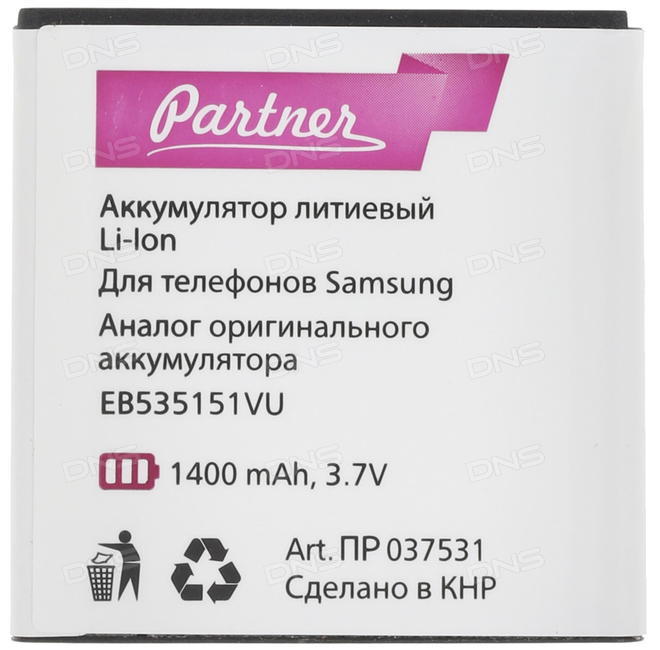 Partner
Аккумулятор литиевый
Li-Ion
Для телефонов Samsung
Аналог оригинального
аккумулятора
EB535151VU
1400 mAh, 3.7V
Art. ПР 037531
Сделано в КНР
DNS